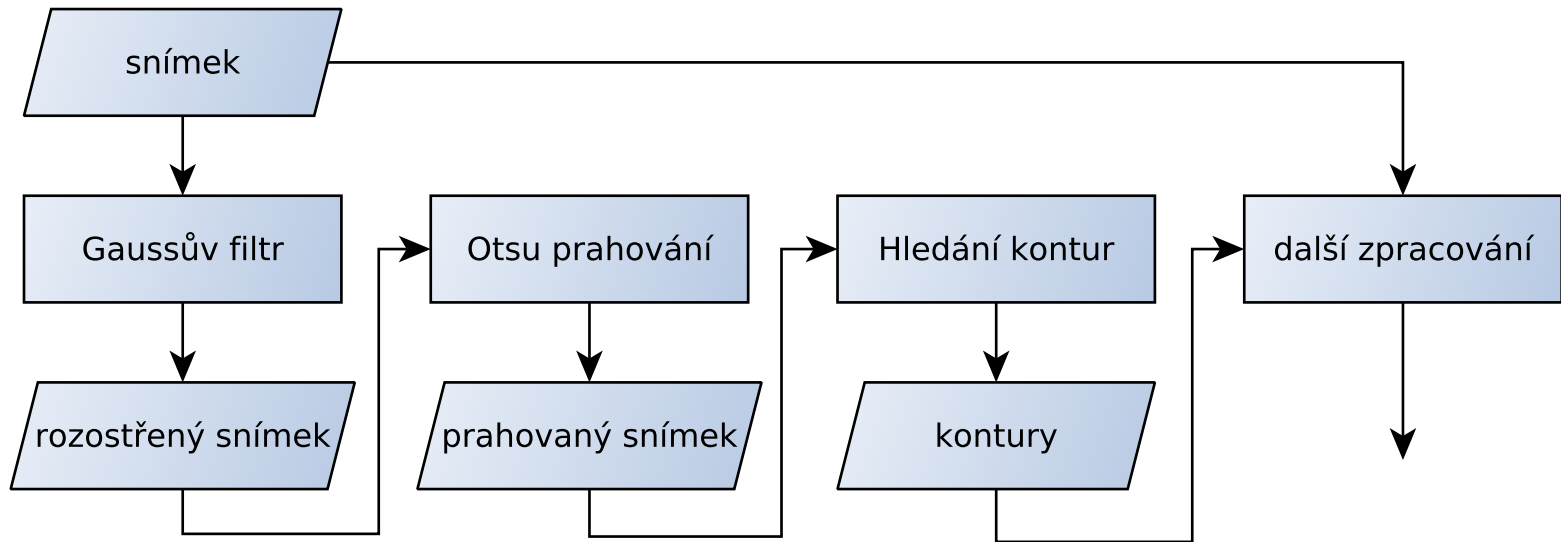 snímek
Gaussův filtr
Otsu prahování
Hledání kontur
další zpracování
rozostřený snímek
prahovaný snímek
kontury